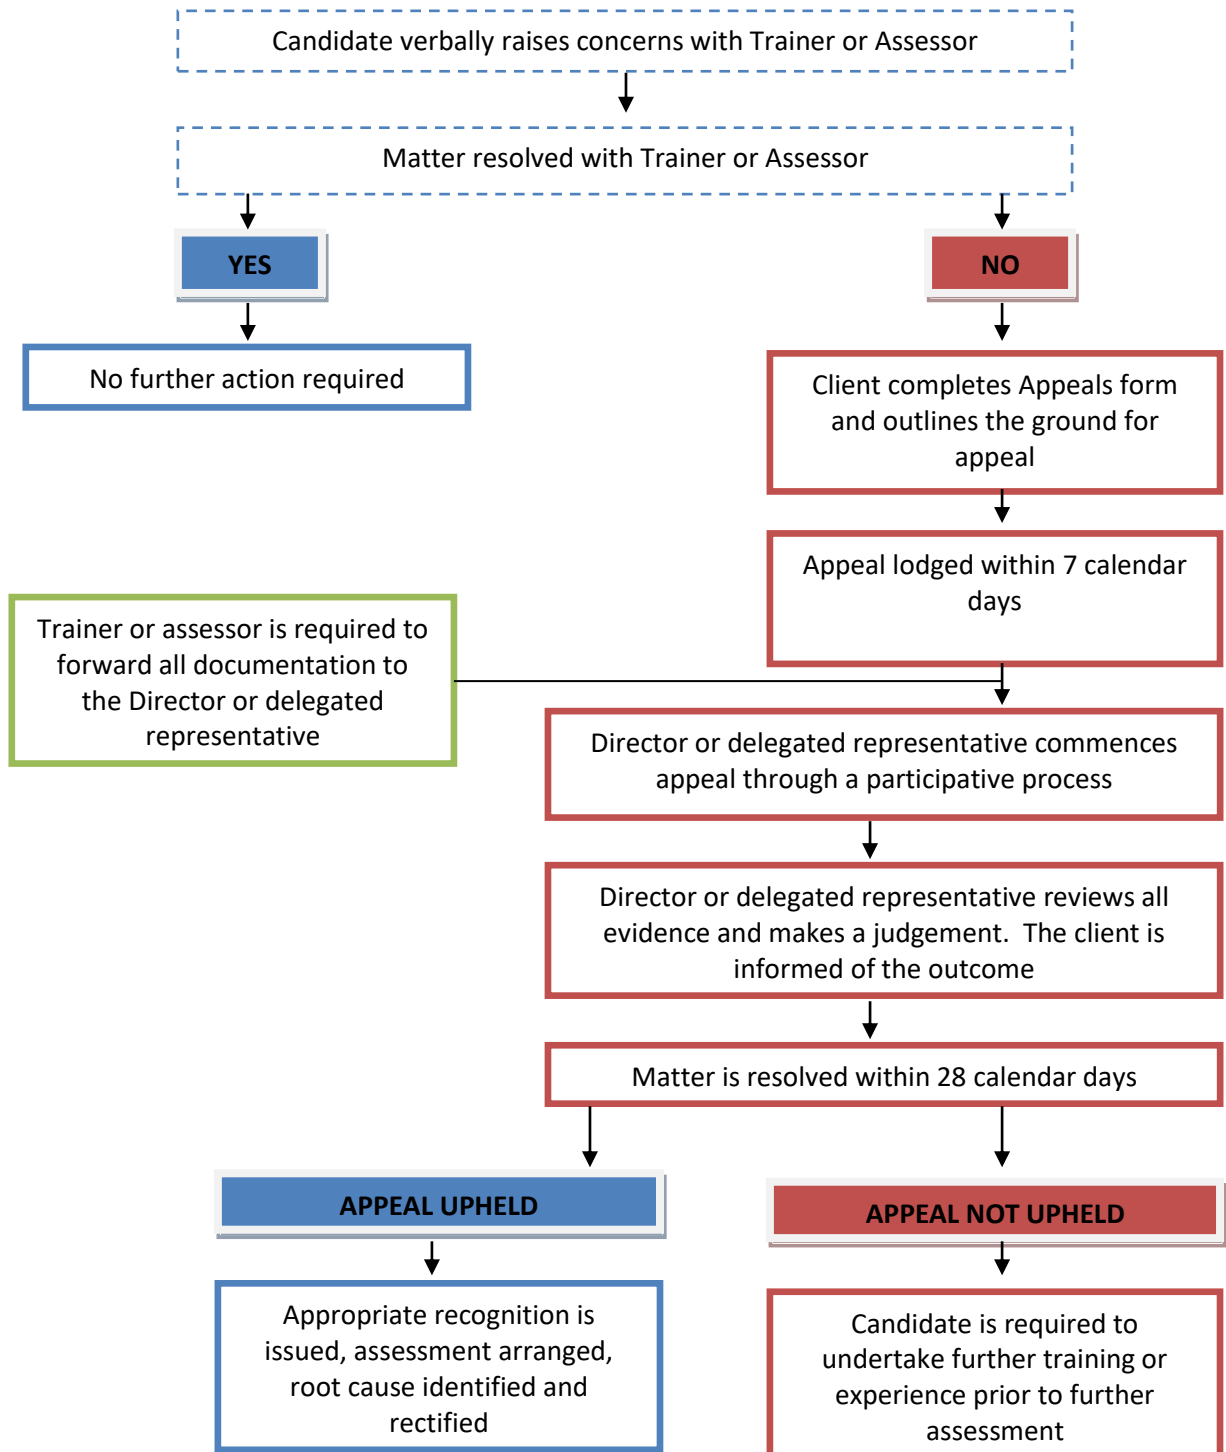 Candidate verbally raises concerns with Trainer or Assessor
Matter resolved with Trainer or Assessor
YES
NO
No further action required
Client completes Appeals form
and outlines the ground for
appeal
Appeal lodged within 7 calendar
days
Trainer or assessor is required to
forward all documentation to
the Director or delegated
representative
Director or delegated representative commences
appeal through a participative process
Director or delegated representative reviews all
evidence and makes a judgement.  The client is
informed of the outcome
Matter is resolved within 28 calendar days
APPEAL UPHELD
APPEAL NOT UPHELD
Appropriate recognition is
issued, assessment arranged,
root cause identified and
rectified
Candidate is required to
undertake further training or
experience prior to further
assessment